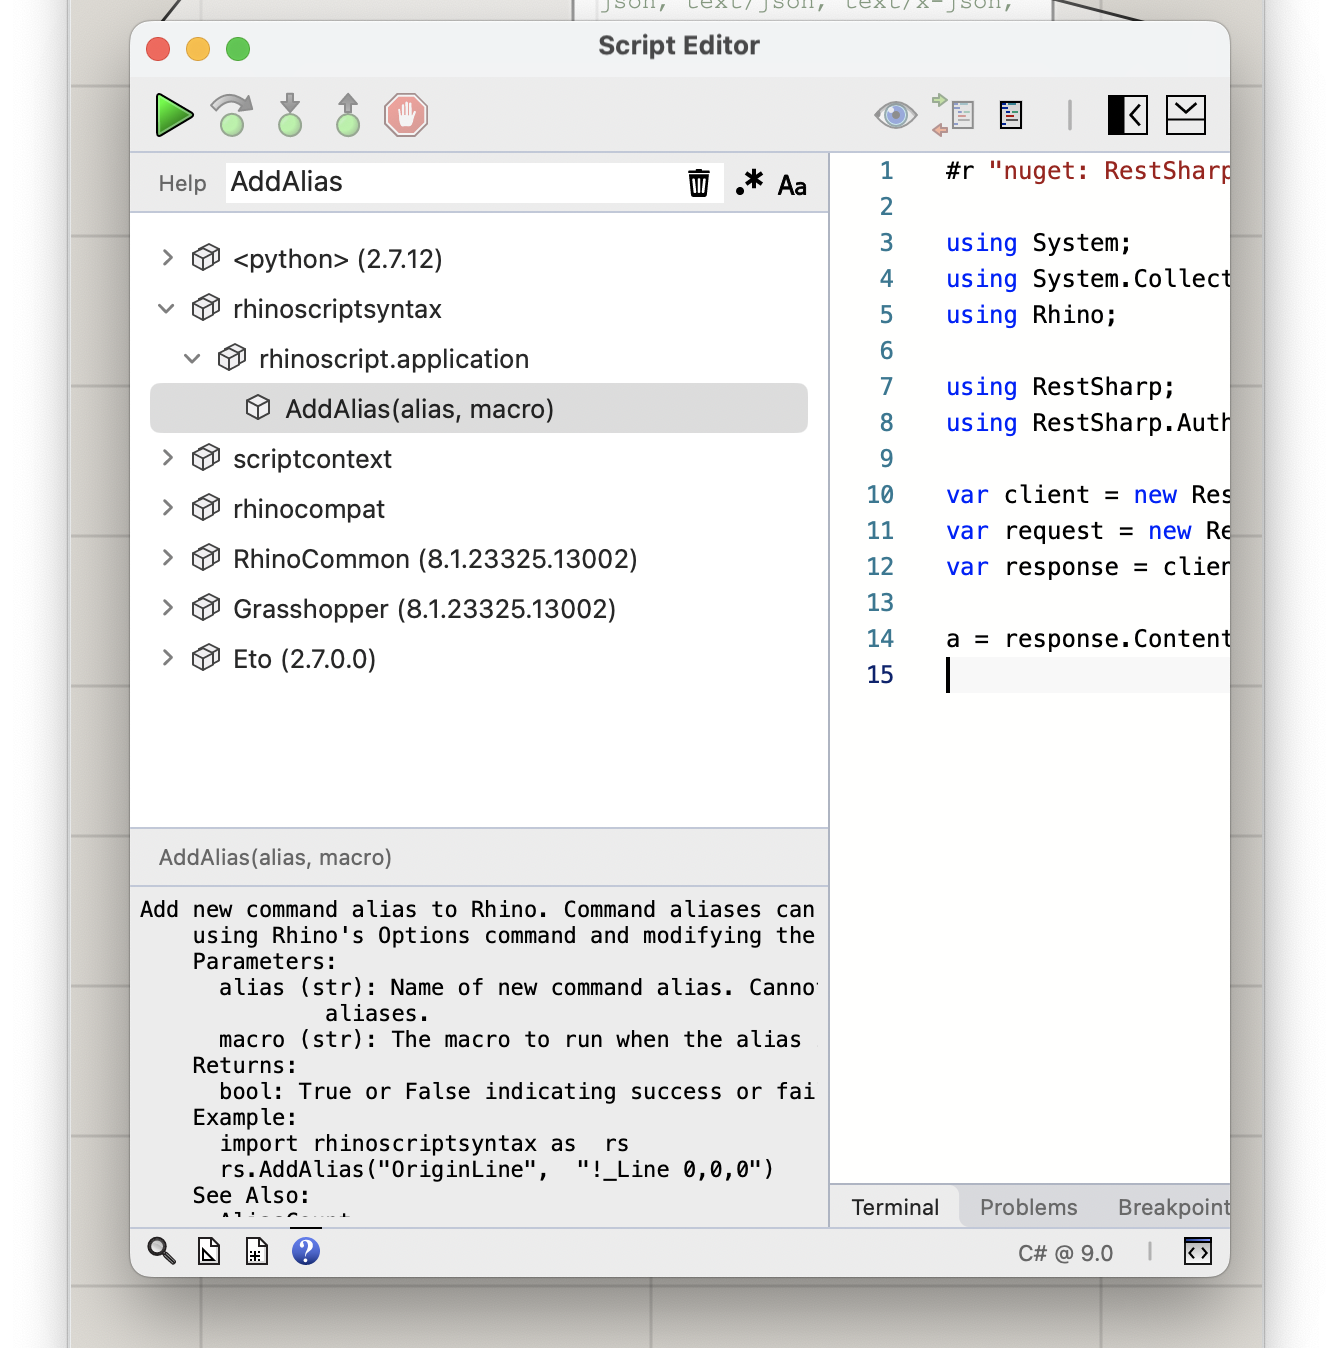 json, text/json, text/x-json,
Script Editor
Help AddAlias .* Aa
<python> (2.7.12)
rhinoscriptsyntax
rhinoscript.application
AddAlias(alias, macro)
scriptcontext
rhinocompat
RhinoCommon (8.1.23325.13002)
Grasshopper (8.1.23325.13002)
Eto (2.7.0.0)
AddAlias(alias, macro)
Add new command alias to Rhino. Command aliases can
using Rhino's Options command and modifying the
Parameters:
alias (str): Name of new command alias. Canno
aliases.
macro (str): The macro to run when the alias
Returns:
bool: True or False indicating success or fai
Example:
import rhinoscriptsyntax as  rs
rs.AddAlias("OriginLine",  "!_Line 0,0,0")
See Also:
1 #r "nuget: RestSharp
2
3 using System;
4 using System.Collect
5 using Rhino;
6
7 using RestSharp;
8 using RestSharp.Auth
9
10 var client = new Res
11 var request = new Re
12 var response = clien
13
14 a = response.Content
15
Terminal Problems Breakpoint
C# @ 9.0